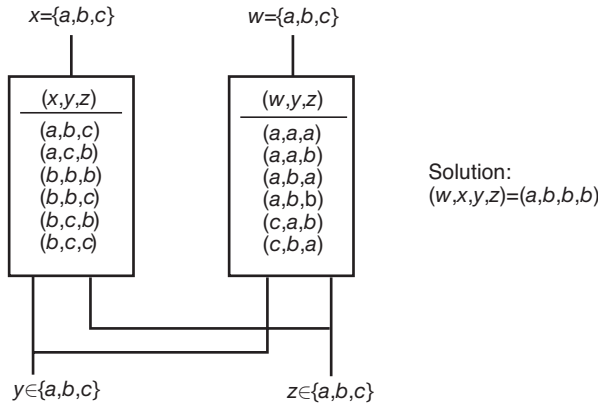 x={a,b,c}
w={a,b,c}
(x,y,z)
(a,b,c)
(a,c,b)
(b,b,b)
(b,b,c)
(b,c,b)
(b,c,c)
(w,y,z)
(a,a,a)
(a,a,b)
(a,b,a)
(a,b,b)
(c,a,b)
(c,b,a)
Solution:
(w,x,y,z)=(a,b,b,b)
y∈{a,b,c}
z∈{a,b,c}